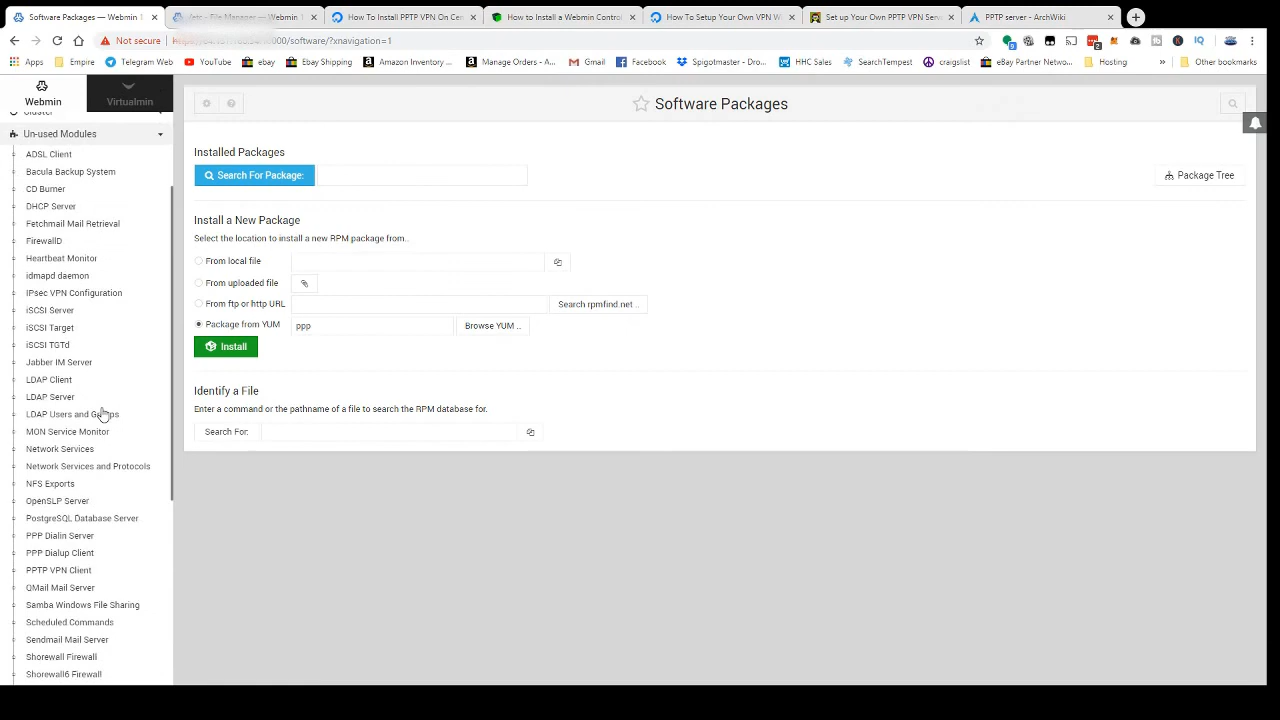 Software Packages — Webmin 1
/etc - File Manager — Webmin 1
How To Install PPTP VPN On Cen
How to Install a Webmin Control
How To Setup Your Own VPN W
Set up Your Own PPTP VPN Serv
PPTP server - ArchWiki
Not secure
/software/?xnavigation=1
Apps
Empire
Telegram Web
YouTube
ebay
Ebay Shipping
Amazon Inventory ...
Manage Orders - Am...
Gmail
Facebook
Spigotmaster - Dro...
HHC Sales
SearchTempest
craigslist
eBay Partner Netw...
Hosting
»
Other bookmarks
Webmin
Virtualmin
Cluster
Un-used Modules
ADSL Client
Bacula Backup System
CD Burner
DHCP Server
Fetchmail Mail Retrieval
FirewallD
Heartbeat Monitor
idmapd daemon
IPsec VPN Configuration
iSCSI Server
iSCSI Target
iSCSI TGTd
Jabber IM Server
LDAP Client
LDAP Server
LDAP Users and Groups
MON Service Monitor
Network Services
Network Services and Protocols
NFS Exports
OpenSLP Server
PostgreSQL Database Server
PPP Dialin Server
PPP Dialup Client
PPTP VPN Client
QMail Mail Server
Samba Windows File Sharing
Scheduled Commands
Sendmail Mail Server
Shorewall Firewall
Shorewall6 Firewall
Software Packages
Installed Packages
Search For Package:
Package Tree
Install a New Package
Select the location to install a new RPM package from..
From local file
From uploaded file
From ftp or http URL
Search rpmfind.net ..
Package from YUM
ppp
Browse YUM ..
Install
Identify a File
Enter a command or the pathname of a file to search the RPM database for.
Search For: